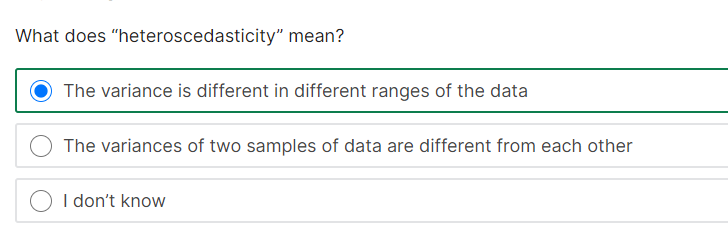 What does “heteroscedasticity” mean?
The variance is different in different ranges of the data
The variances of two samples of data are different from each other
I don’t know